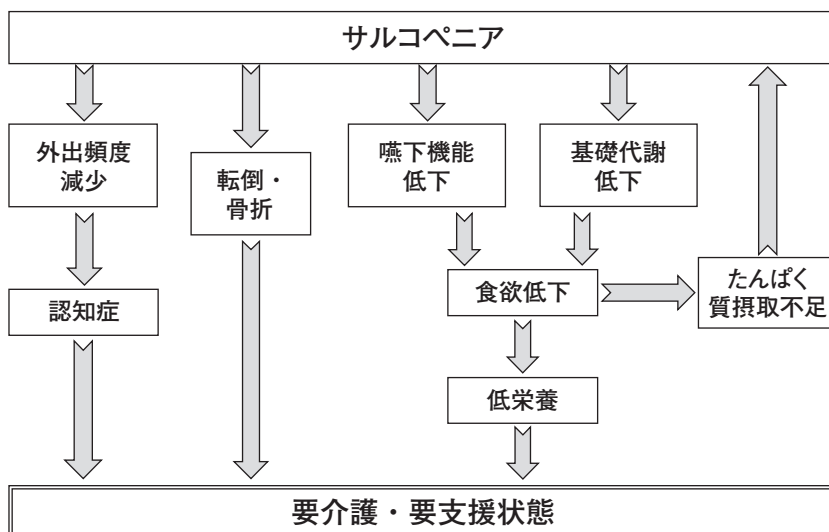 サルコペニア
外出頻度
減少
転倒・
骨折
嚥下機能
低下
基礎代謝
低下
認知症
食欲低下
たんぱく
質摂取不足
低栄養
要介護・要支援状態